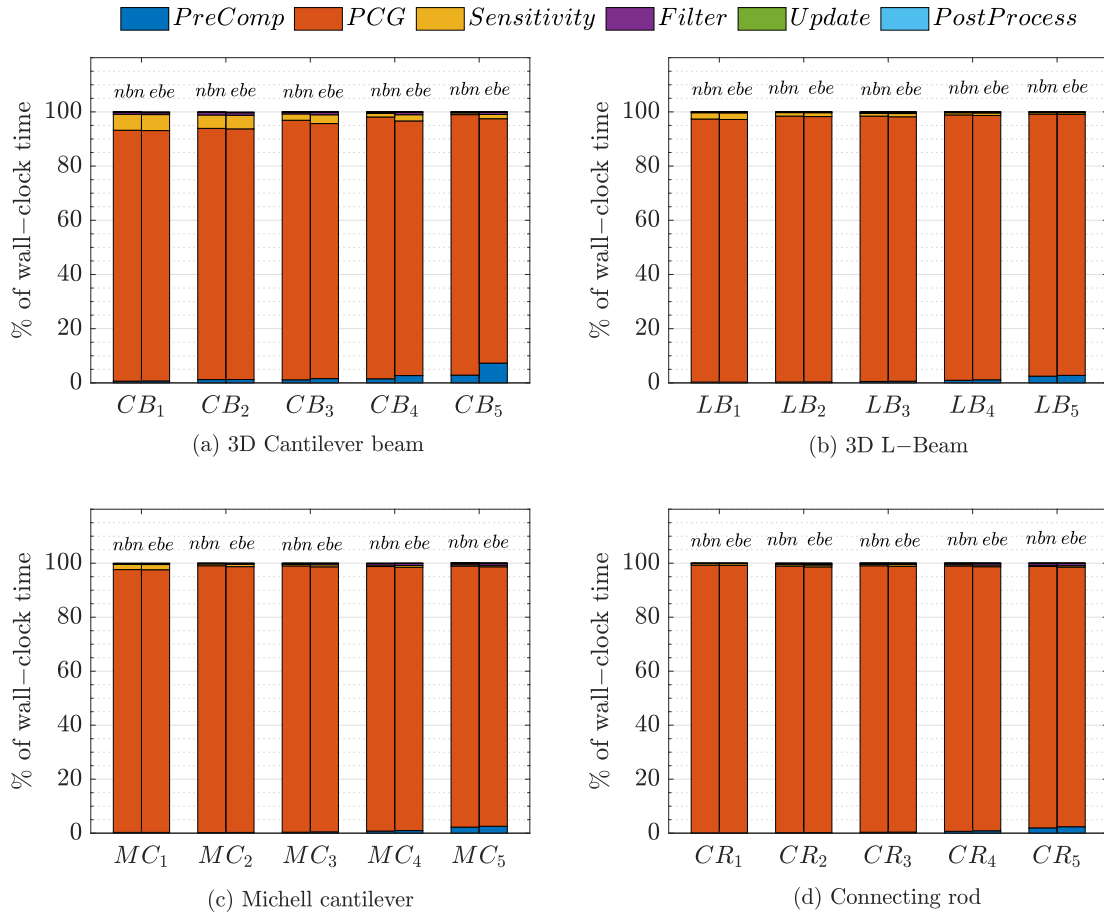 PreComp PCG Sensitivity Filter Update PostProcess
% of wall−clock time
100
80
60
40
20
0
nbn ebe nbn ebe nbn ebe nbn ebe nbn ebe
CB1 CB2 CB3 CB4 CB5
(a) 3D Cantilever beam
% of wall−clock time
100
80
60
40
20
0
nbn ebe nbn ebe nbn ebe nbn ebe nbn ebe
LB1 LB2 LB3 LB4 LB5
(b) 3D L−Beam
% of wall−clock time
100
80
60
40
20
0
nbn ebe nbn ebe nbn ebe nbn ebe nbn ebe
MC1 MC2 MC3 MC4 MC5
(c) Michell cantilever
% of wall−clock time
100
80
60
40
20
0
nbn ebe nbn ebe nbn ebe nbn ebe nbn ebe
CR1 CR2 CR3 CR4 CR5
(d) Connecting rod